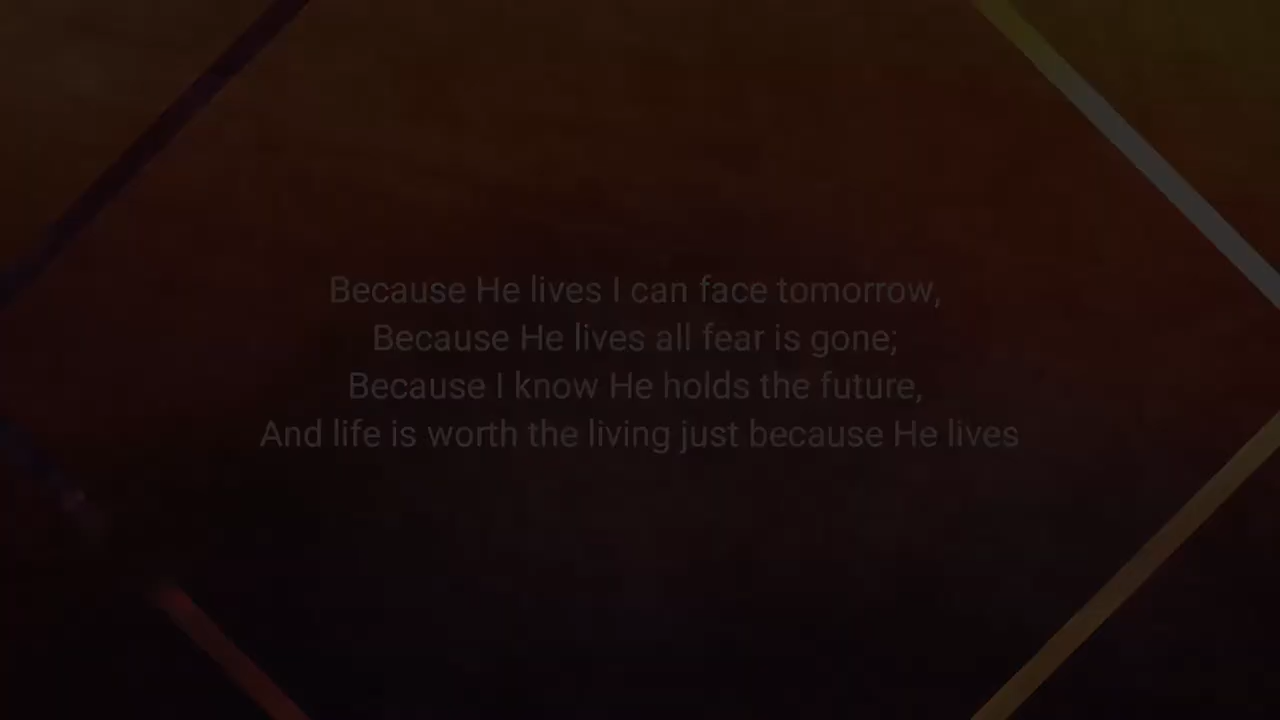 Because He lives I can face tomorrow,
Because He lives all fear is gone;
Because I know He holds the future,
And life is worth the living just because He lives